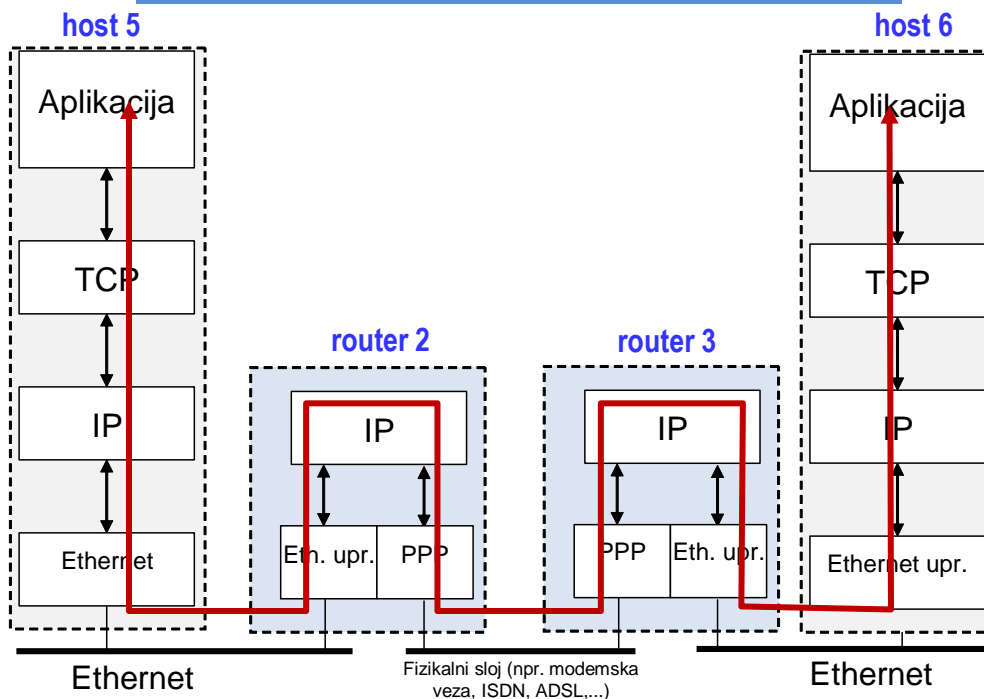 host 5
host 6
Aplikacija
Aplikacija
TCP
TCP
router 2
router 3
IP
IP
IP
IP
Ethernet
Eth. upr.
PPP
PPP
Eth. upr.
Ethernet upr.
Ethernet
Fizikalni sloj (npr. modemska
veza, ISDN, ADSL,...)
Ethernet